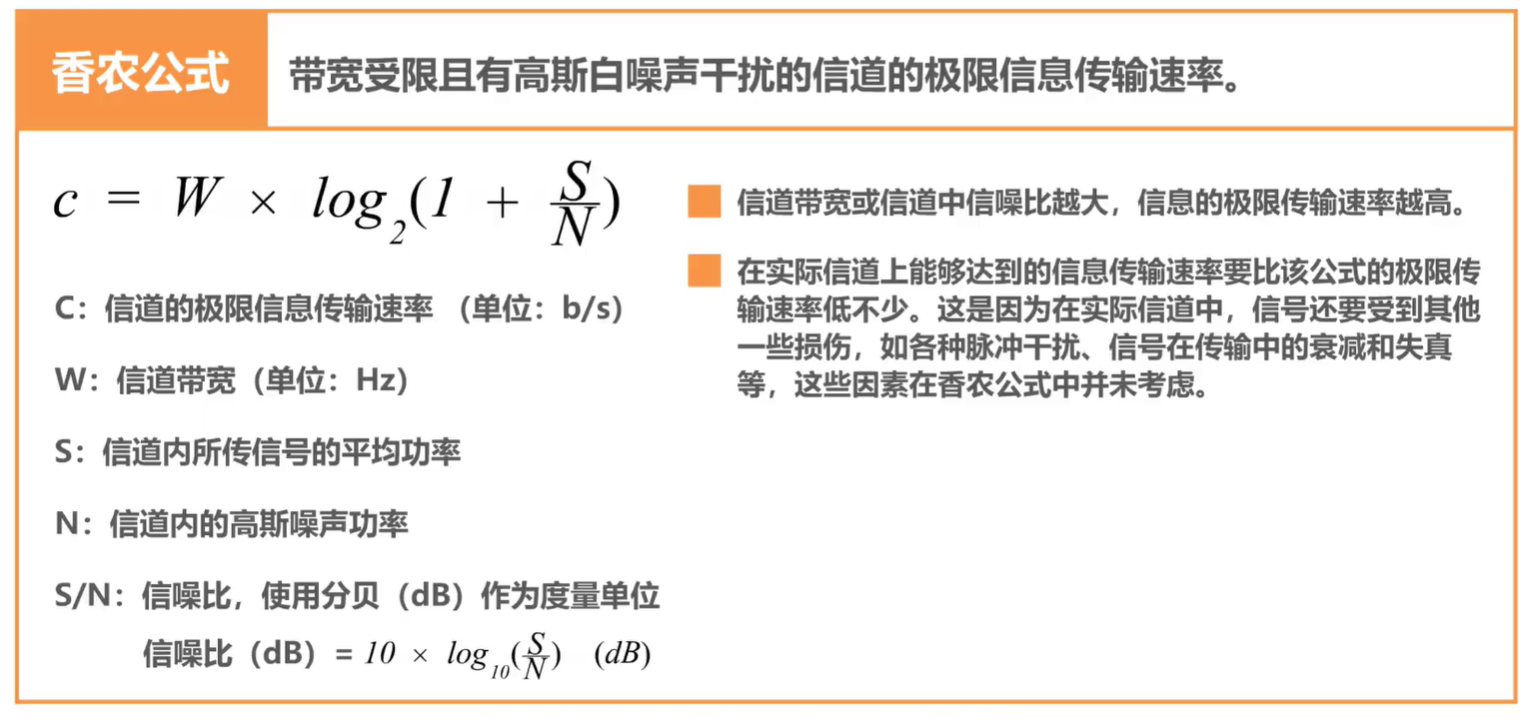 香农公式
带宽受限且有高斯白噪声干扰的信道的极限信息传输速率。
c = W × log₂(1 + S/N)
C：信道的极限信息传输速率 （单位：b/s）
W：信道带宽（单位：Hz）
S：信道内所传信号的平均功率
N：信道内的高斯噪声功率
S/N：信噪比，使用分贝（dB）作为度量单位
信噪比（dB）= 10 × log₁₀(S/N) (dB)
信道带宽或信道中信噪比越大，信息的极限传输速率越高。
在实际信道上能够达到的信息传输速率要比该公式的极限传
输速率低不少。这是因为在实际信道中，信号还要受到其他
一些损伤，如各种脉冲干扰、信号在传输中的衰减和失真
等，这些因素在香农公式中并未考虑。